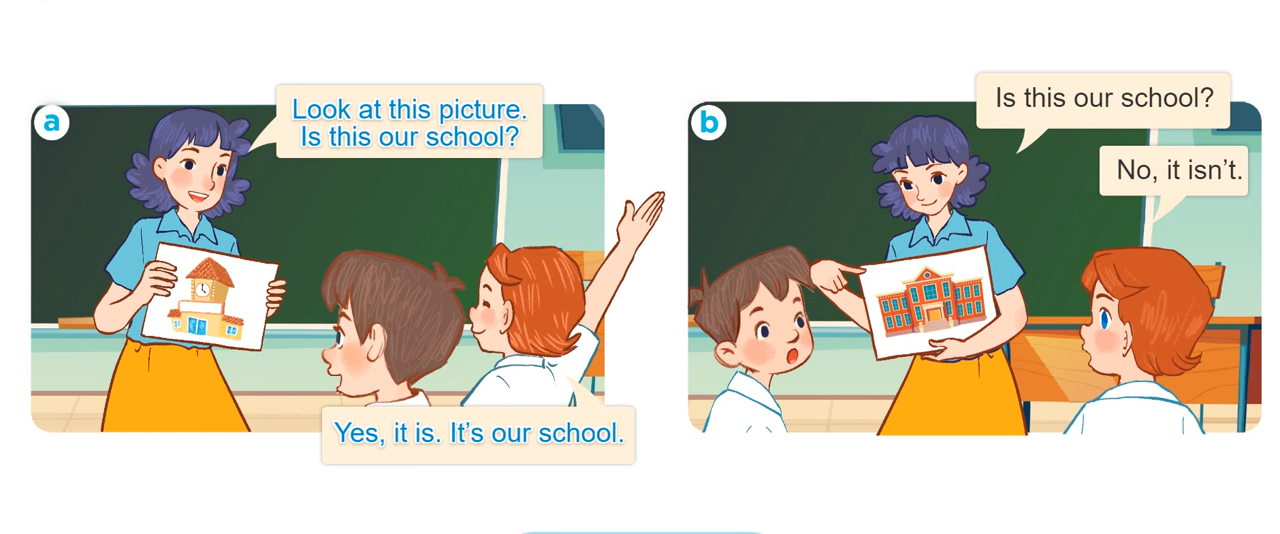 a
Look at this picture.
Is this our school?
Yes, it is. It's our school.
b
Is this our school?
No, it isn't.